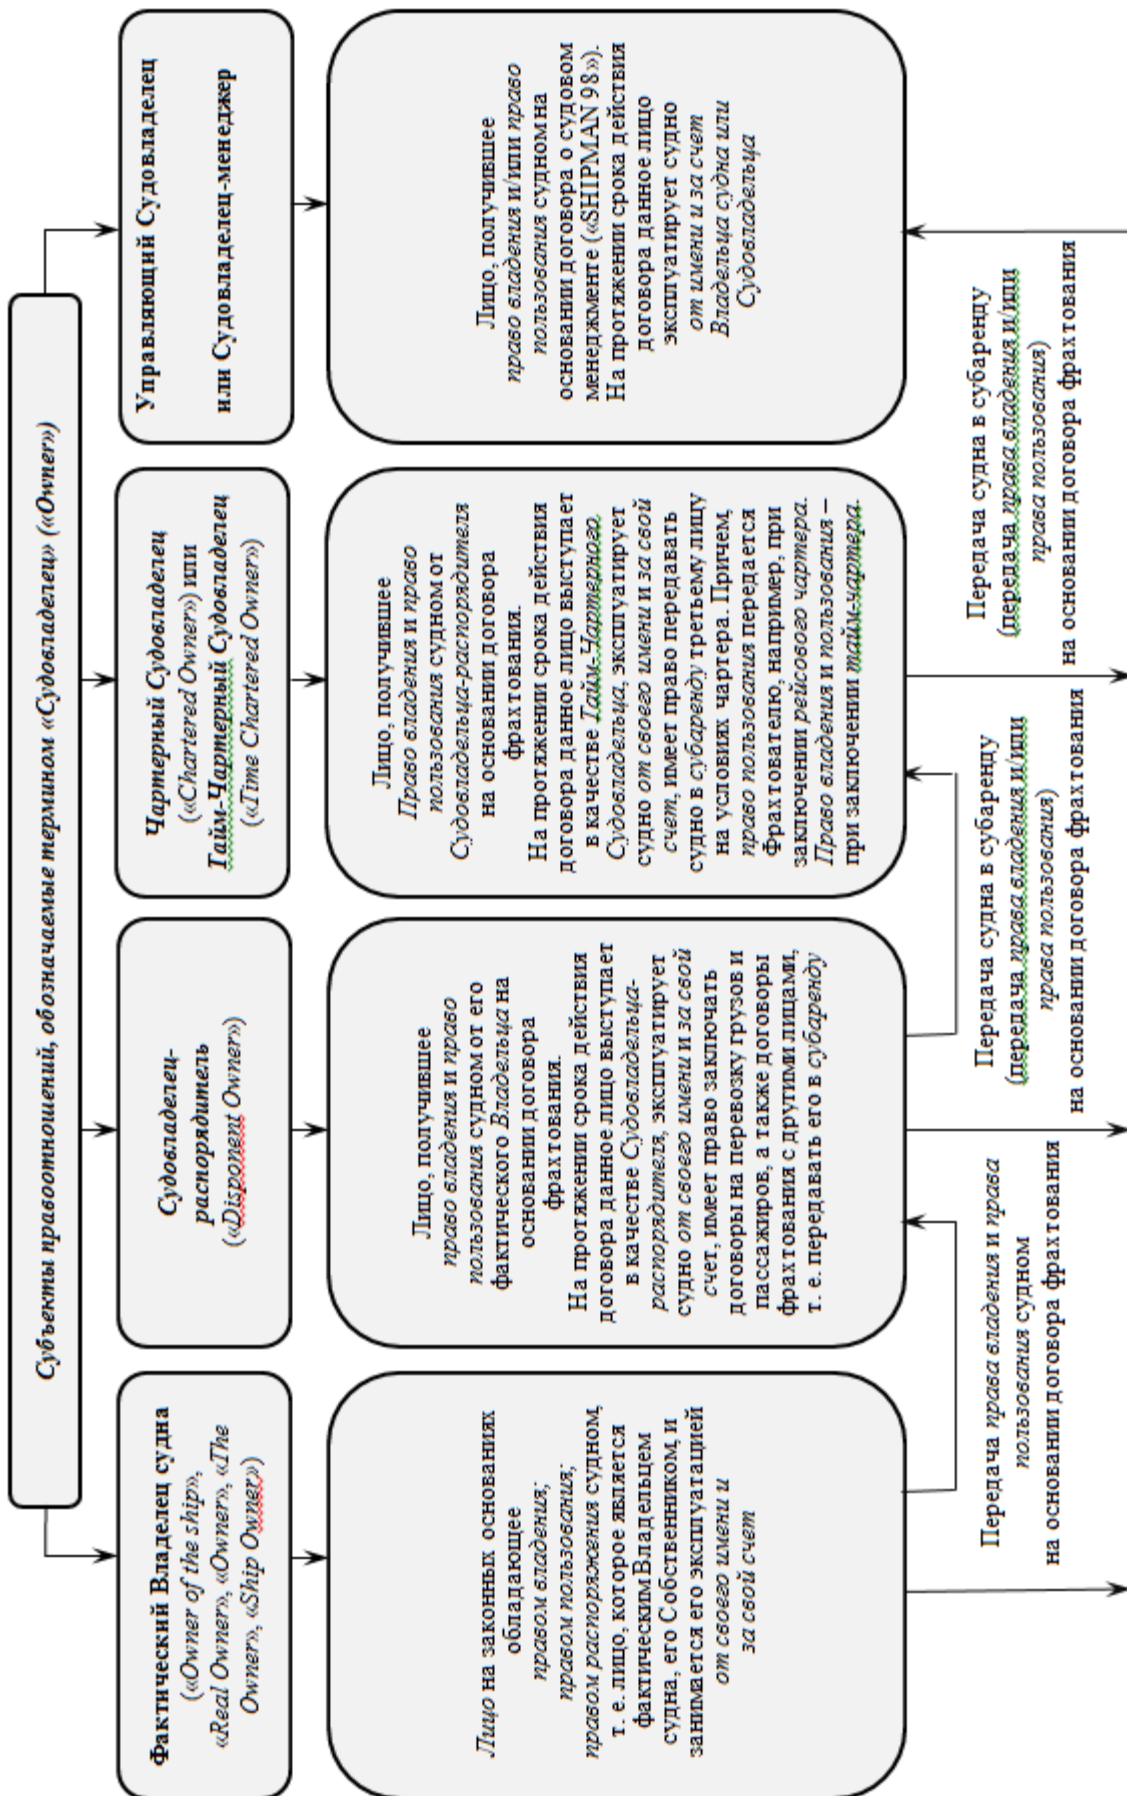 Субъекты правоотношений, обозначаемые термином «Судовладелец» («Owner»)
Фактический Владелец судна
(«Owner of the ship»,
«Real Owner», «Owner», «The
Owner», «Ship Owner»)
Судовладелец-
распорядитель
(«Disponent Owner»)
Чартерный Судовладелец
(«Chartered Owner») или
Тайм-Чартерный Судовладелец
(«Time Chartered Owner»)
Управляющий Судовладелец
или Судовладелец-менеджер
Лицо на законных основаниях
обладающее
правом владения;
правом пользования;
правом распоряжения судном,
т. е. лицо, которое является
фактическим Владельцем
судна, его Собственником, и
занимается его эксплуатацией
от своего имени и
за свой счет
Лицо, получившее
право владения и право
пользования судном от его
фактического Владельца на
основании договора
фрахтования.
На протяжении срока действия
договора данное лицо выступает
в качестве Судовладельца-
распорядителя, эксплуатирует
судно от своего имени и за свой
счет, имеет право заключать
договоры на перевозку грузов и
пассажиров, а также договоры
фрахтования с другими лицами,
т. е. передавать его в субаренду
Лицо, получившее
Право владения и право
пользования судном от
Судовладельца-распорядителя
на основании договора
фрахтования.
На протяжении срока действия
договора данное лицо выступает
в качестве Тайм-Чартерного
Судовладельца, эксплуатирует
судно от своего имени и за свой
счет, имеет право передавать
судно в субаренду третьему лицу
на условиях чартера. Причем,
право пользования передается
Фрахтователю, например, при
заключении рейсового чартера.
Право владения и пользования –
при заключении тайм-чартера.
Лицо, получившее
право владения и/или право
пользования судном на
основании договора о судовом
менеджменте («SHIPMAN 98»).
На протяжении срока действия
договора данное лицо
эксплуатирует судно
от имени и за счет
Владельца судна или
Судовладельца
Передача права владения и права
пользования судном
на основании договора фрахтования
Передача судна в субаренду
(передача права владения и/или
права пользования)
на основании договора фрахтования
Передача судна в субаренду
(передача права владения и/или
права пользования)
на основании договора фрахтования